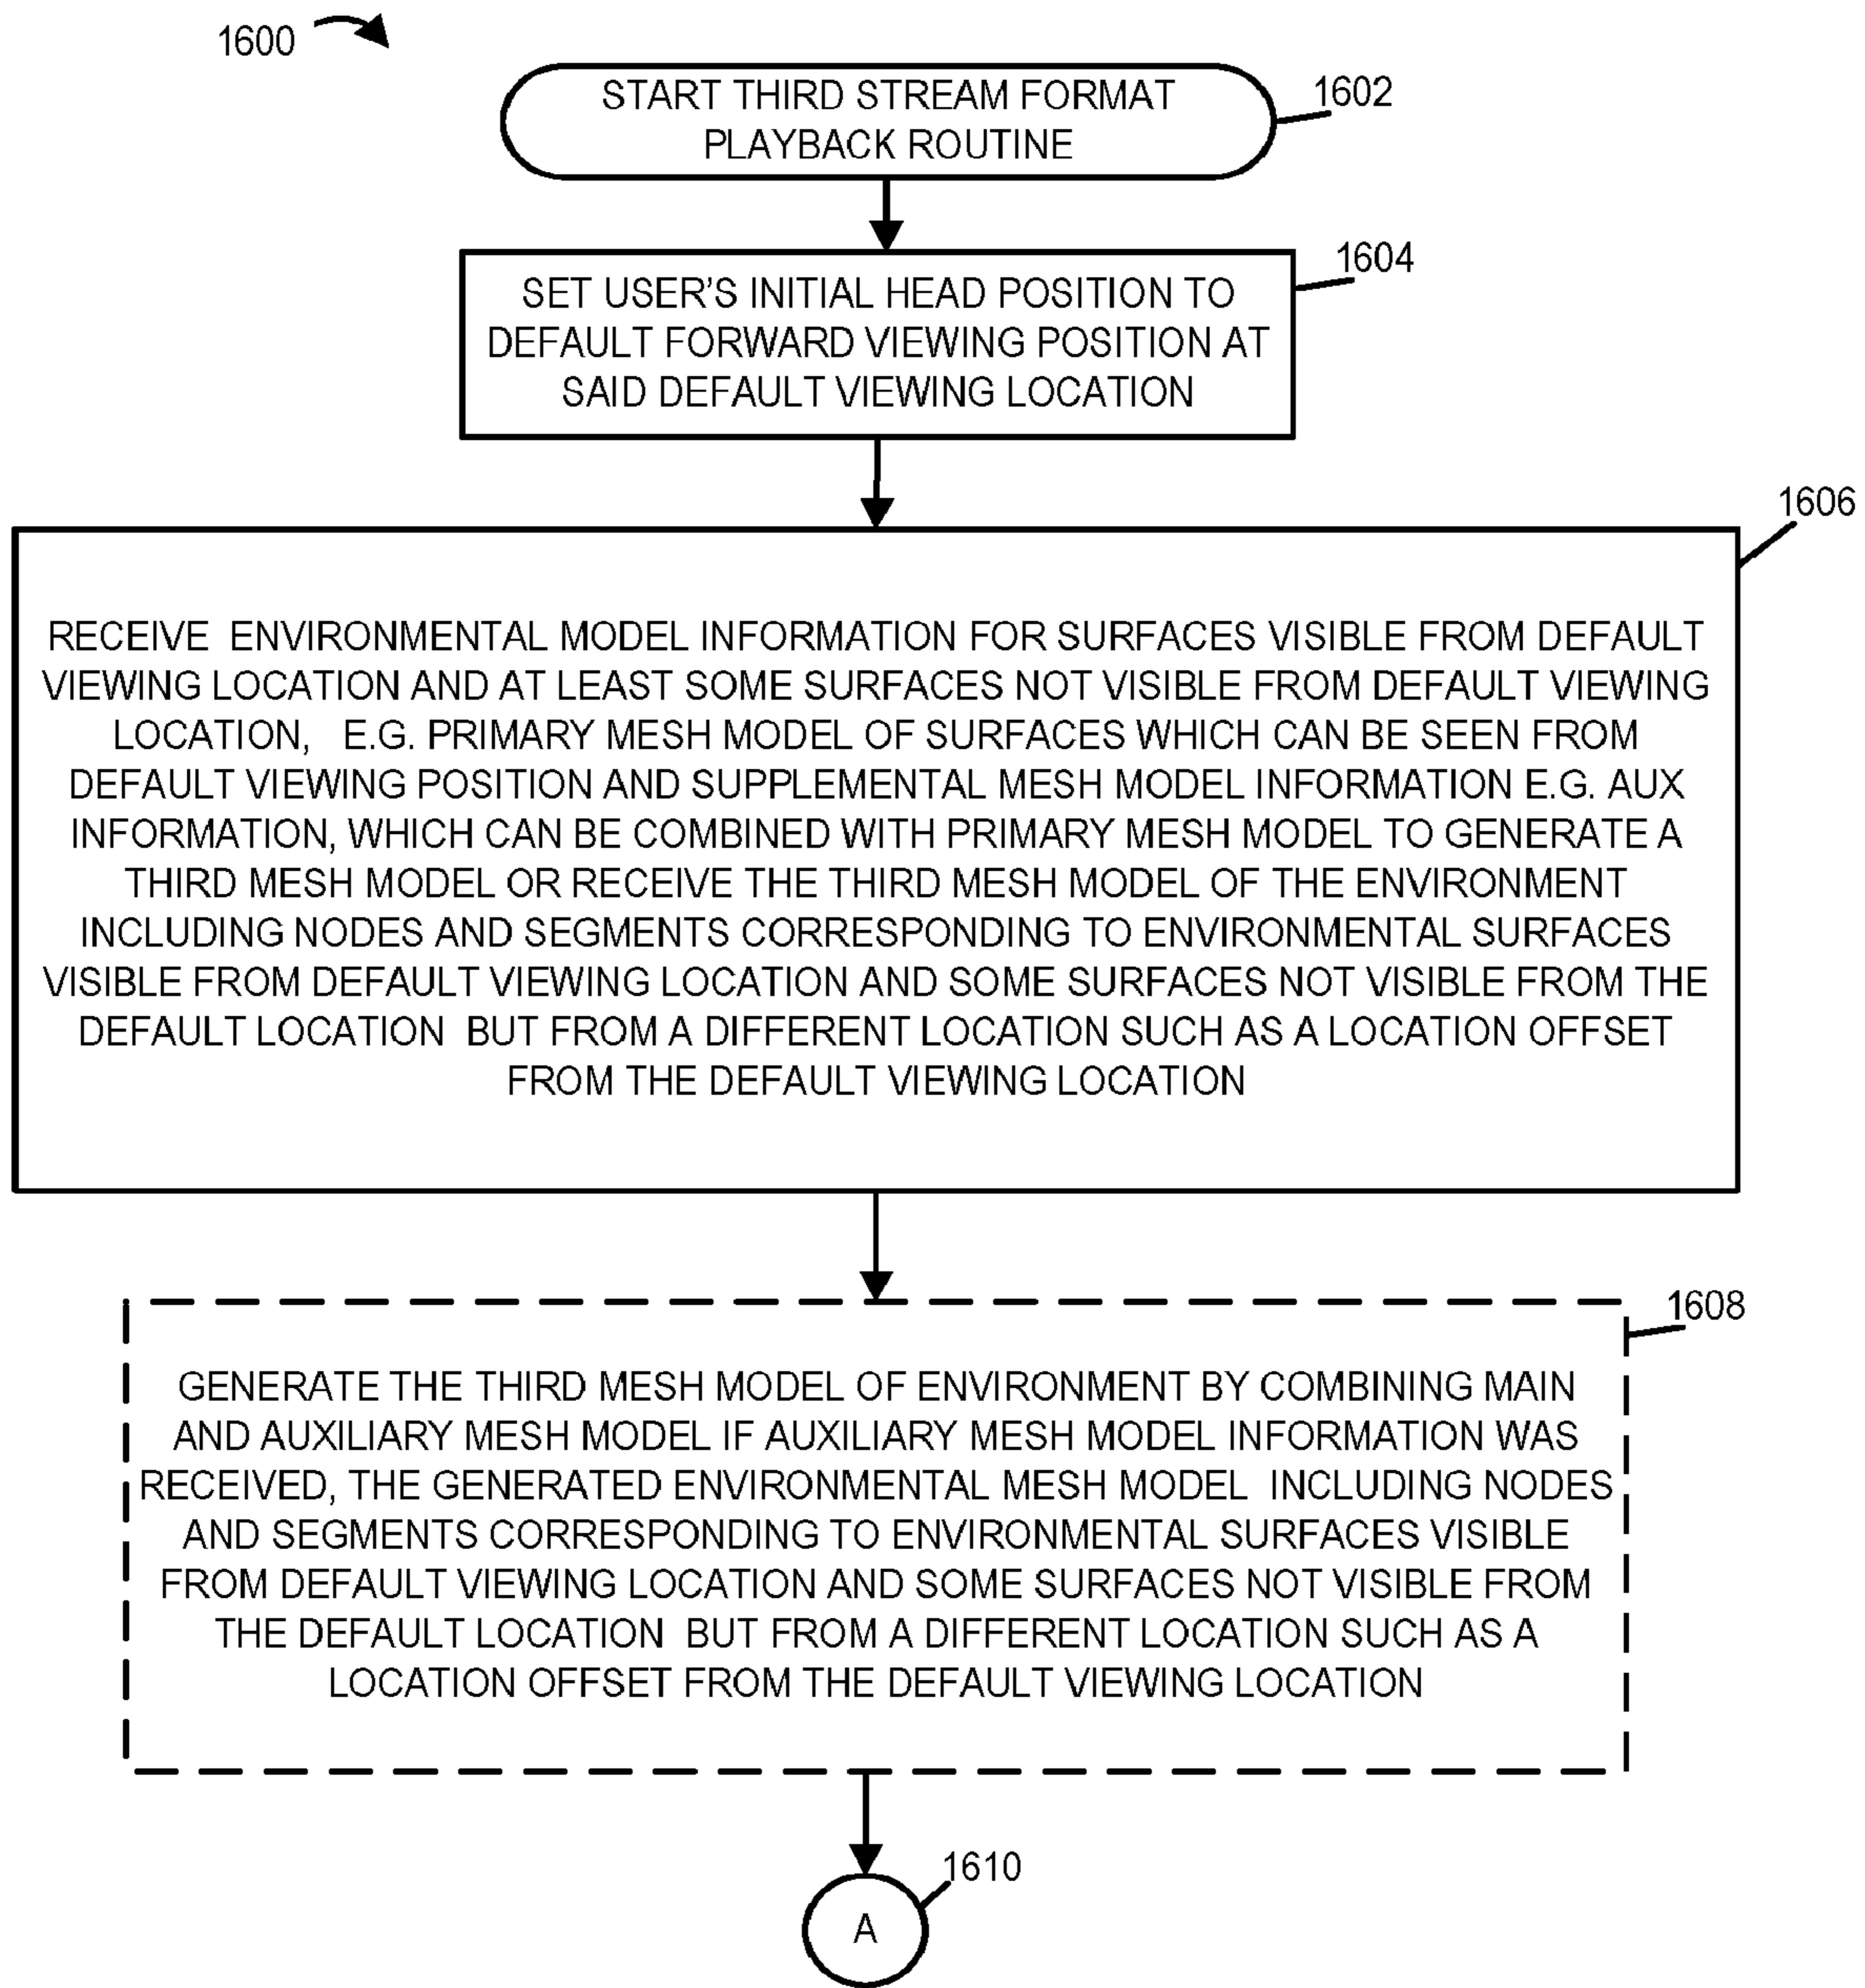 1600
START THIRD STREAM FORMAT
PLAYBACK ROUTINE
1602
SET USER'S INITIAL HEAD POSITION TO
DEFAULT FORWARD VIEWING POSITION AT
SAID DEFAULT VIEWING LOCATION
1604
1606
RECEIVE ENVIRONMENTAL MODEL INFORMATION FOR SURFACES VISIBLE FROM DEFAULT
VIEWING LOCATION AND AT LEAST SOME SURFACES NOT VISIBLE FROM DEFAULT VIEWING
LOCATION, E.G. PRIMARY MESH MODEL OF SURFACES WHICH CAN BE SEEN FROM
DEFAULT VIEWING POSITION AND SUPPLEMENTAL MESH MODEL INFORMATION E.G. AUX
INFORMATION, WHICH CAN BE COMBINED WITH PRIMARY MESH MODEL TO GENERATE A
THIRD MESH MODEL OR RECEIVE THE THIRD MESH MODEL OF THE ENVIRONMENT
INCLUDING NODES AND SEGMENTS CORRESPONDING TO ENVIRONMENTAL SURFACES
VISIBLE FROM DEFAULT VIEWING LOCATION AND SOME SURFACES NOT VISIBLE FROM THE
DEFAULT LOCATION BUT FROM A DIFFERENT LOCATION SUCH AS A LOCATION OFFSET
FROM THE DEFAULT VIEWING LOCATION
1608
GENERATE THE THIRD MESH MODEL OF ENVIRONMENT BY COMBINING MAIN
AND AUXILIARY MESH MODEL IF AUXILIARY MESH MODEL INFORMATION WAS
RECEIVED, THE GENERATED ENVIRONMENTAL MESH MODEL INCLUDING NODES
AND SEGMENTS CORRESPONDING TO ENVIRONMENTAL SURFACES VISIBLE
FROM DEFAULT VIEWING LOCATION AND SOME SURFACES NOT VISIBLE FROM
THE DEFAULT LOCATION BUT FROM A DIFFERENT LOCATION SUCH AS A
LOCATION OFFSET FROM THE DEFAULT VIEWING LOCATION
1610
A